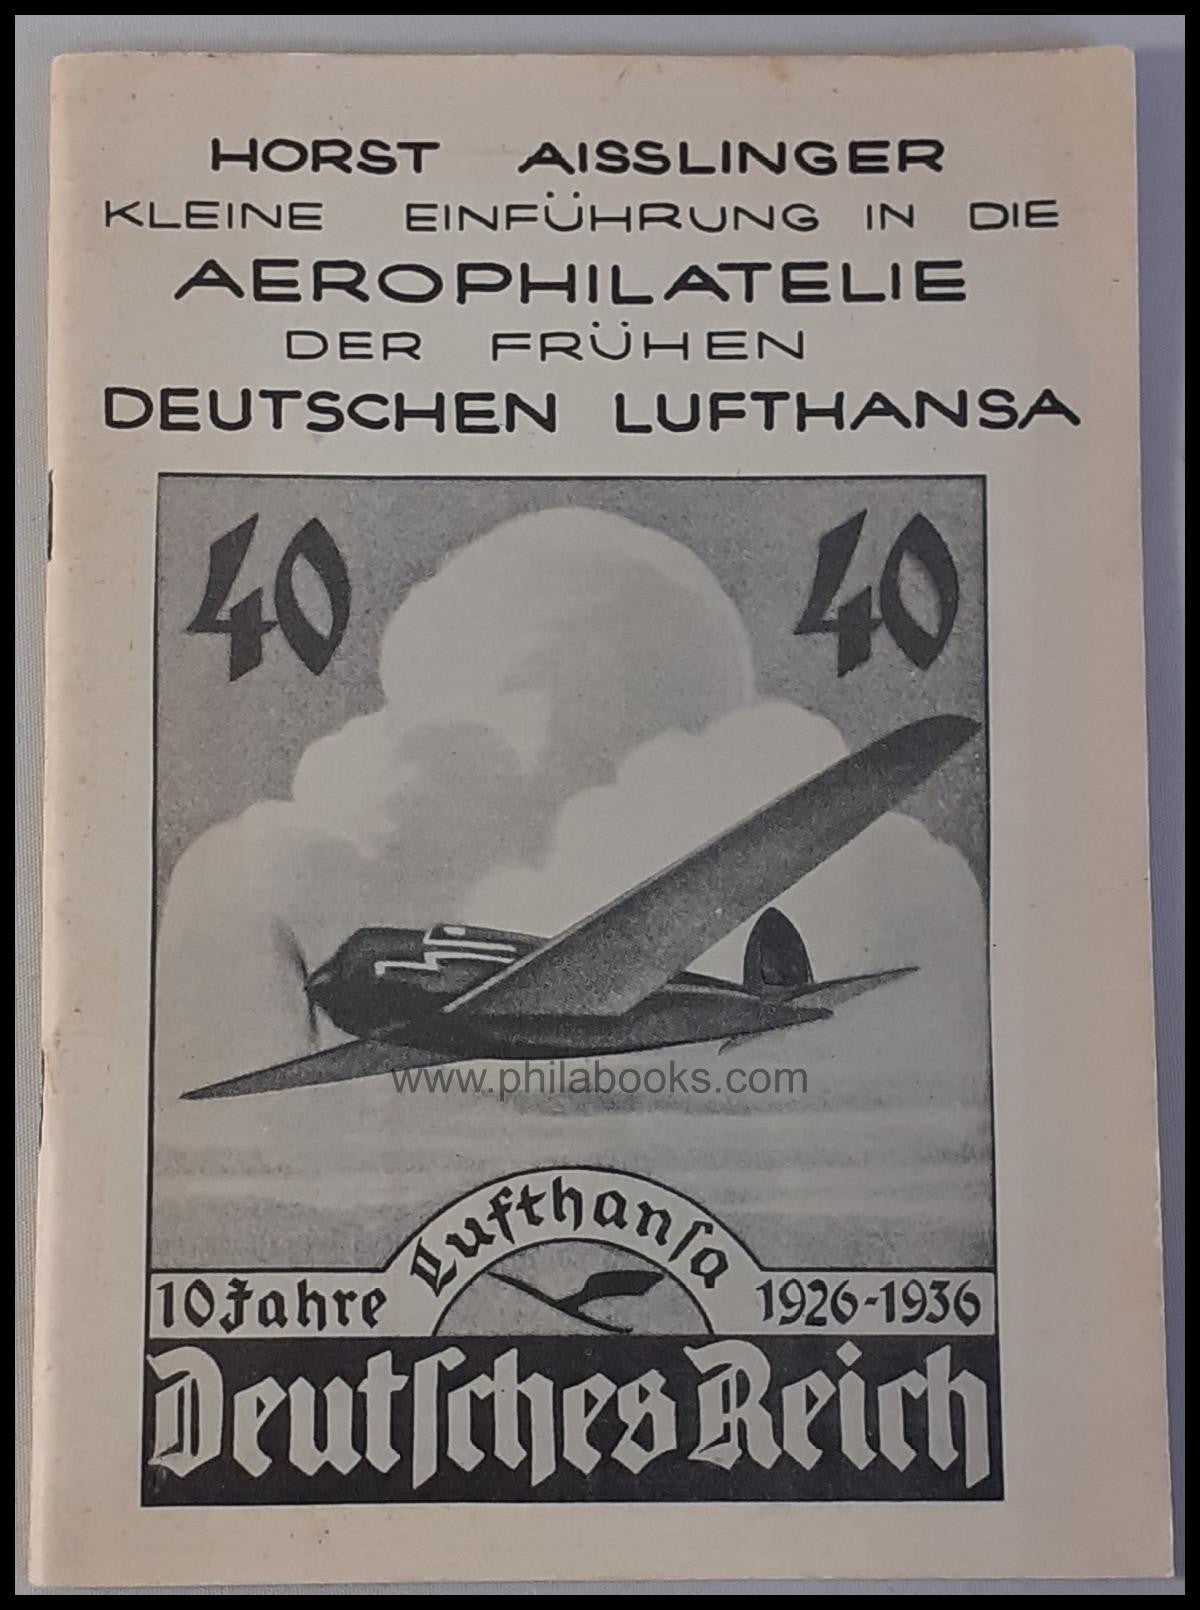 HORST AISSLINGER
KLEINE EINFÜHRUNG IN DIE
AEROPHILATELIE
DER FRÜHEN
DEUTSCHEN LUFTHANSA
40 40
www.philabooks.com
10 Jahre Lufthansa 1926-1936
Deutsches Reich